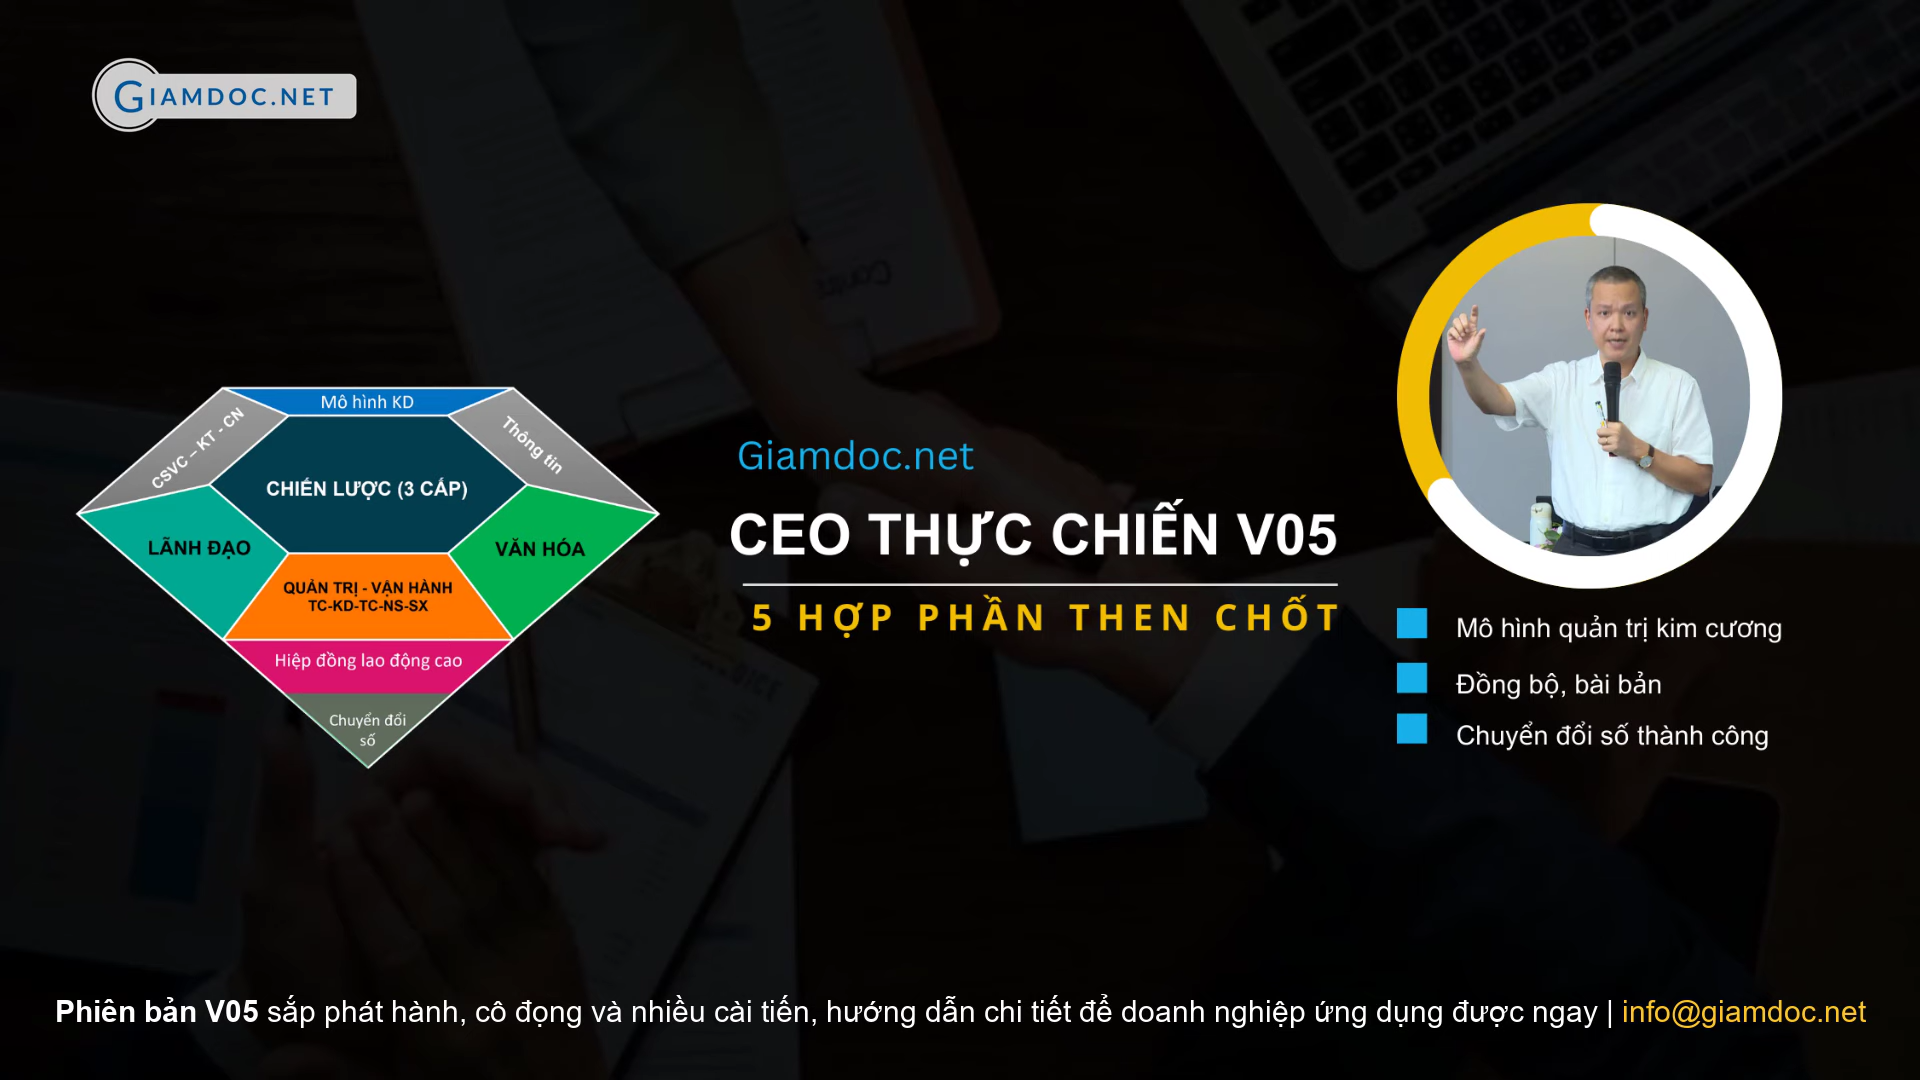 GIAMDOC.NET
Mô hình KD
CSVC – KT - CN
Thông tin
CHIẾN LƯỢC (3 CẤP)
LÃNH ĐẠO
VĂN HÓA
QUẢN TRỊ - VẬN HÀNH
TC-KD-TC-NS-SX
Hiệp đồng lao động cao
Chuyển đổi
số
Giamdoc.net
CEO THỰC CHIẾN V05
5 HỢP PHẦN THEN CHỐT
Mô hình quản trị kim cương
Đồng bộ, bài bản
Chuyển đổi số thành công
Phiên bản V05 sắp phát hành, cô đọng và nhiều cải tiến, hướng dẫn chi tiết để doanh nghiệp ứng dụng được ngay | info@giamdoc.net